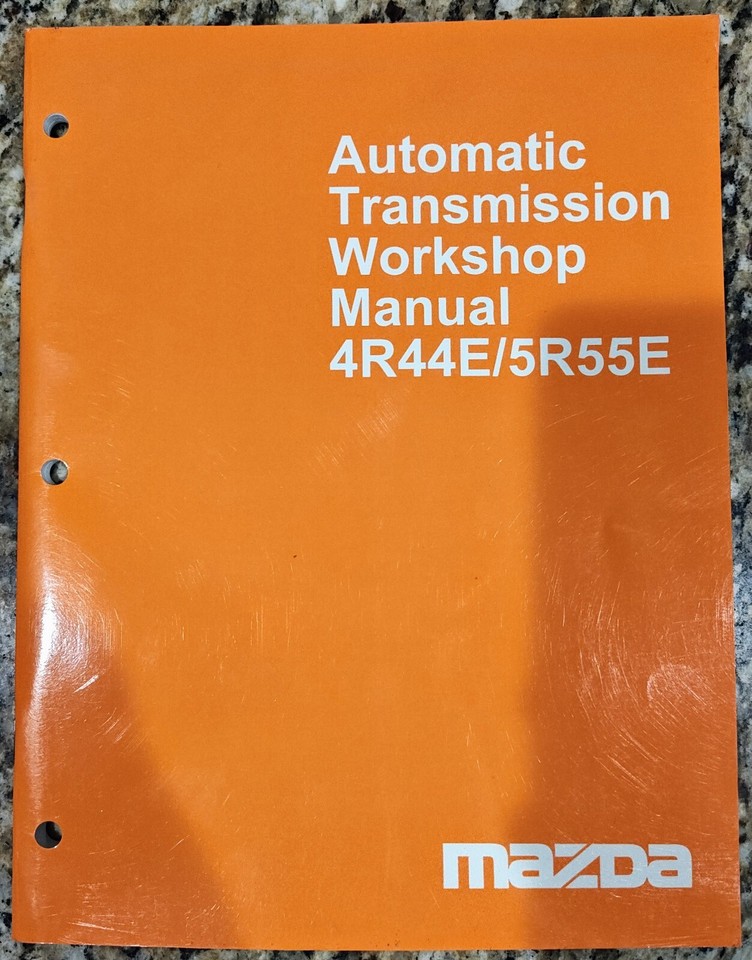 Automatic
Transmission
Workshop
Manual
4R44E/5R55E
mazda